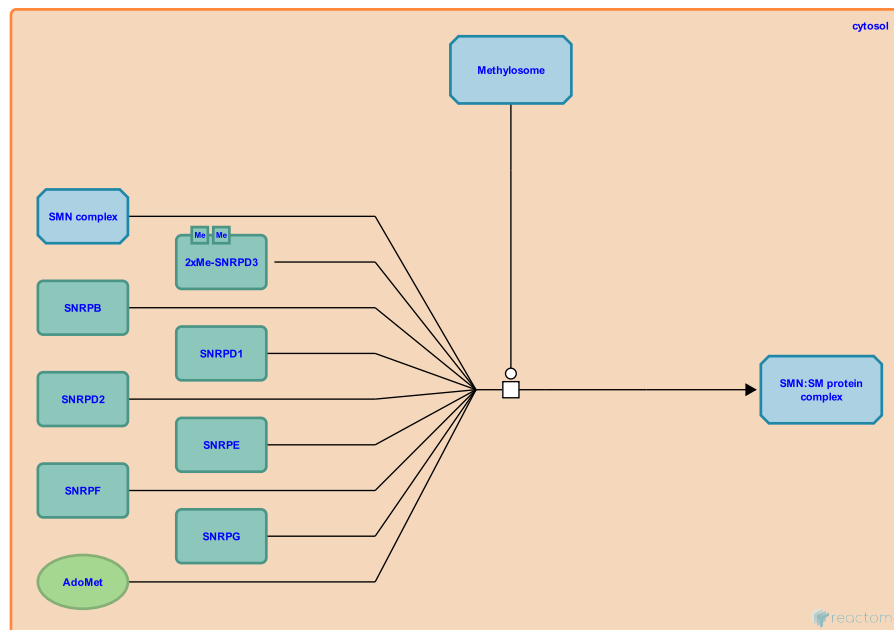 cytosol
Methylosome
SMN complex
Me Me
2xMe-SNRPD3
SNRPB
SNRPD1
SNRPD2
SNRPE
SNRPF
SNRPG
AdoMet
SMN:SM protein
complex
reactom